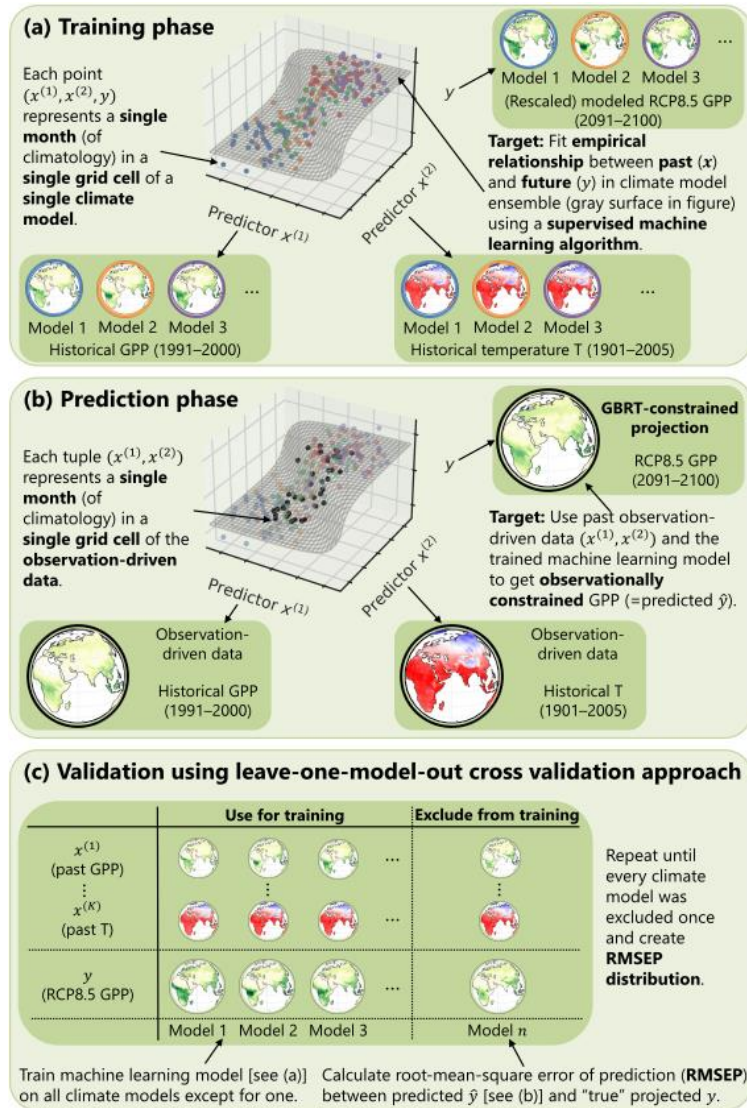 (a) Training phase
Each point
(x^(1), x^(2), y)
represents a single
month (of
climatology) in a
single grid cell of a
single climate
model.
Predictor x^(1)
Predictor x^(2)
y
Model 1 Model 2 Model 3 ...
(Rescaled) modeled RCP8.5 GPP
(2091–2100)
Target: Fit empirical
relationship between past (x)
and future (y) in climate model
ensemble (gray surface in figure)
using a supervised machine
learning algorithm.
Model 1 Model 2 Model 3 ...
Historical GPP (1991–2000)
Model 1 Model 2 Model 3 ...
Historical temperature T (1901–2005)
(b) Prediction phase
Each tuple (x^(1), x^(2))
represents a single
month (of
climatology) in a
single grid cell of the
observation-driven
data.
Predictor x^(1)
Predictor x^(2)
y
GBRT-constrained
projection
RCP8.5 GPP
(2091–2100)
Target: Use past observation-
driven data (x^(1), x^(2)) and the
trained machine learning model
to get observationally
constrained GPP (=predicted ŷ).
Observation-
driven data
Historical GPP
(1991–2000)
Observation-
driven data
Historical T
(1901–2005)
(c) Validation using leave-one-model-out cross validation approach
Use for training Exclude from training
x^(1)
(past GPP)
...
⋮ ⋮ ⋮
x^(K)
(past T)
...
y
(RCP8.5 GPP)
...
Model 1 Model 2 Model 3 Model n
Repeat until
every climate
model was
excluded once
and create
RMSEP
distribution.
Train machine learning model [see (a)]
on all climate models except for one.
Calculate root-mean-square error of prediction (RMSEP)
between predicted ŷ [see (b)] and "true" projected y.